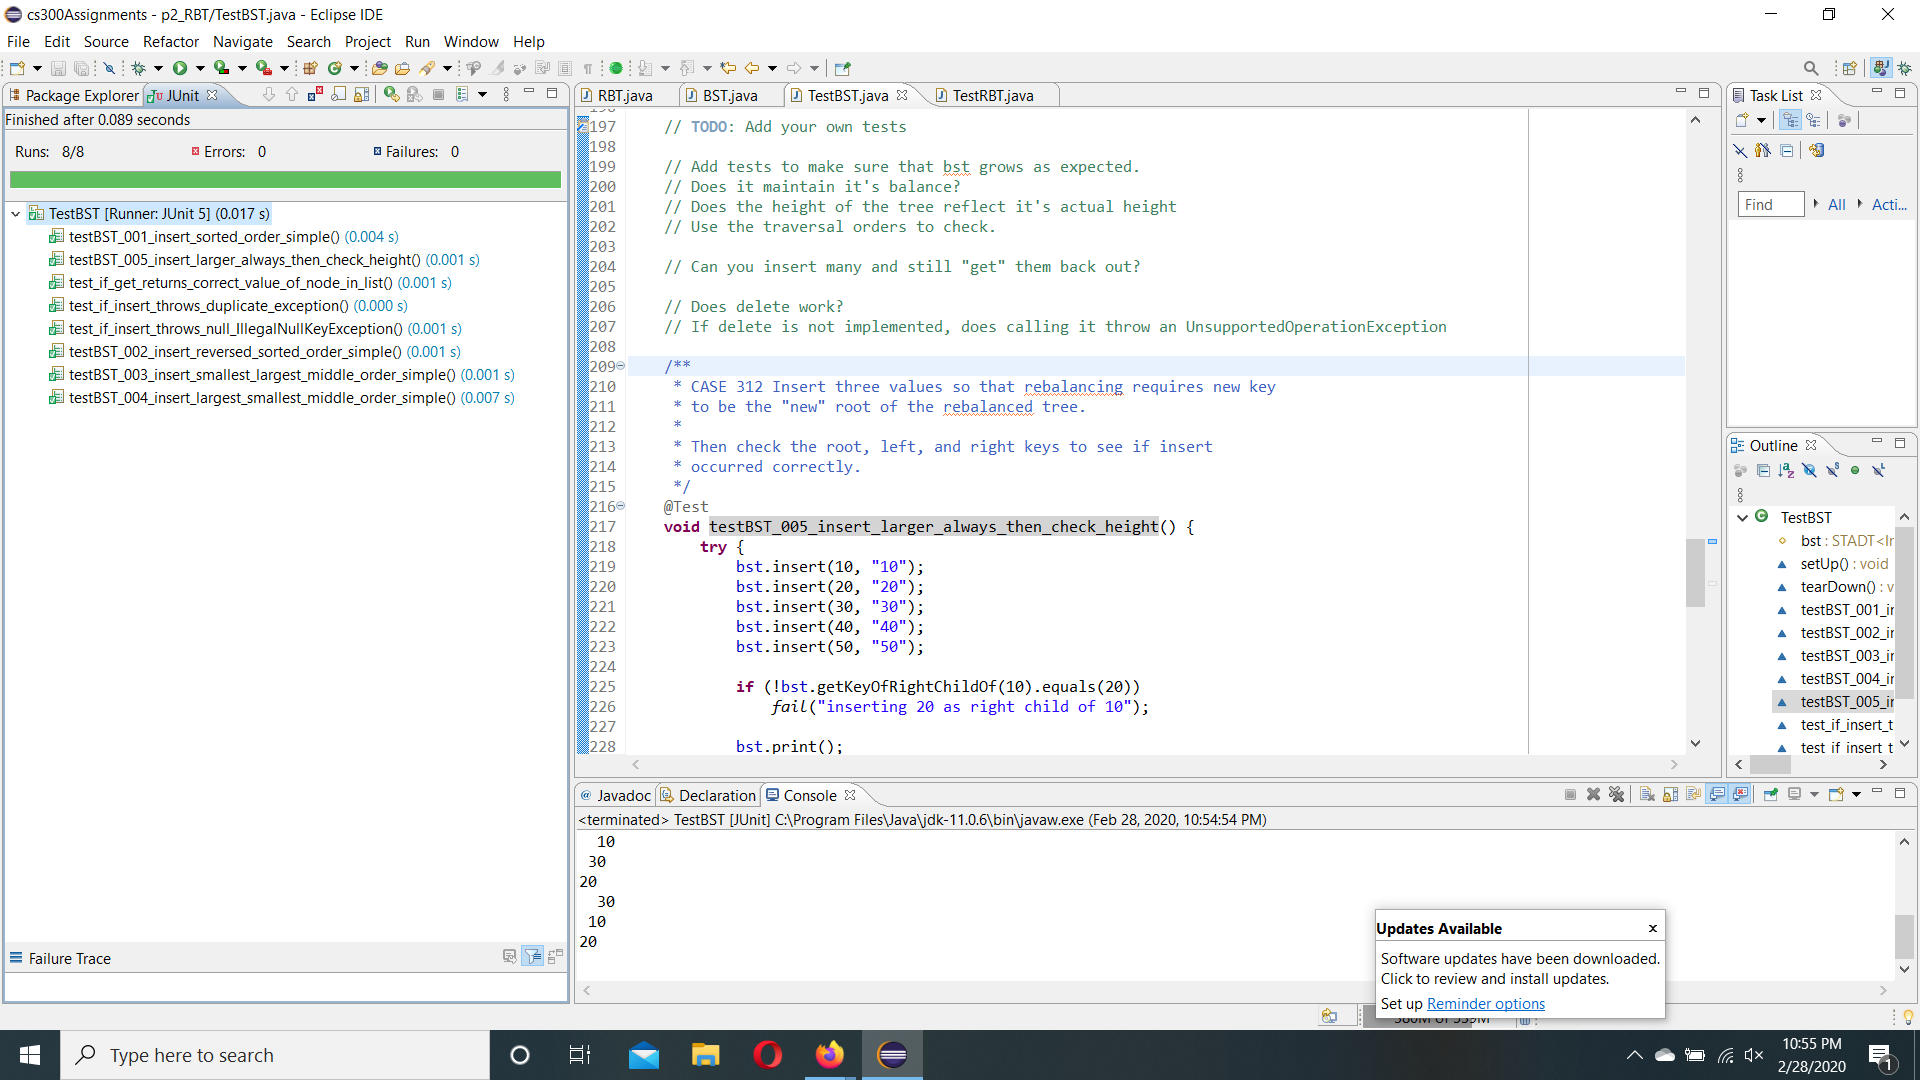 cs300Assignments - p2_RBT/TestBST.java - Eclipse IDE
File Edit Source Refactor Navigate Search Project Run Window Help
Package Explorer JUnit
Finished after 0.089 seconds
Runs: 8/8 Errors: 0 Failures: 0
TestBST [Runner: JUnit 5] (0.017 s)
testBST_001_insert_sorted_order_simple() (0.004 s)
testBST_005_insert_larger_always_then_check_height() (0.001 s)
test_if_get_returns_correct_value_of_node_in_list() (0.001 s)
test_if_insert_throws_duplicate_exception() (0.000 s)
test_if_insert_throws_null_IllegalNullKeyException() (0.001 s)
testBST_002_insert_reversed_sorted_order_simple() (0.001 s)
testBST_003_insert_smallest_largest_middle_order_simple() (0.001 s)
testBST_004_insert_largest_smallest_middle_order_simple() (0.007 s)
Failure Trace
RBT.java BST.java TestBST.java TestRBT.java
197 // TODO: Add your own tests
198
199 // Add tests to make sure that bst grows as expected.
200 // Does it maintain it's balance?
201 // Does the height of the tree reflect it's actual height
202 // Use the traversal orders to check.
203
204 // Can you insert many and still "get" them back out?
205
206 // Does delete work?
207 // If delete is not implemented, does calling it throw an UnsupportedOperationException
208
209 /**
210 * CASE 312 Insert three values so that rebalancing requires new key
211 * to be the "new" root of the rebalanced tree.
212 *
213 * Then check the root, left, and right keys to see if insert
214 * occurred correctly.
215 */
216 @Test
217 void testBST_005_insert_larger_always_then_check_height() {
218 try {
219 bst.insert(10, "10");
220 bst.insert(20, "20");
221 bst.insert(30, "30");
222 bst.insert(40, "40");
223 bst.insert(50, "50");
224
225 if (!bst.getKeyOfRightChildOf(10).equals(20))
226 fail("inserting 20 as right child of 10");
227
228 bst.print();
Task List
Find All Acti...
Outline
TestBST
bst : STADT<Ir
setUp() : void
tearDown() : v
testBST_001_ir
testBST_002_ir
testBST_003_ir
testBST_004_ir
testBST_005_ir
test_if_insert_t
test_if_insert_t
Javadoc Declaration Console
<terminated> TestBST [JUnit] C:\Program Files\Java\jdk-11.0.6\bin\javaw.exe (Feb 28, 2020, 10:54:54 PM)
10
30
20
30
10
20
Updates Available x
Software updates have been downloaded.
Click to review and install updates.
Set up Reminder options
Type here to search
10:55 PM
2/28/2020
1